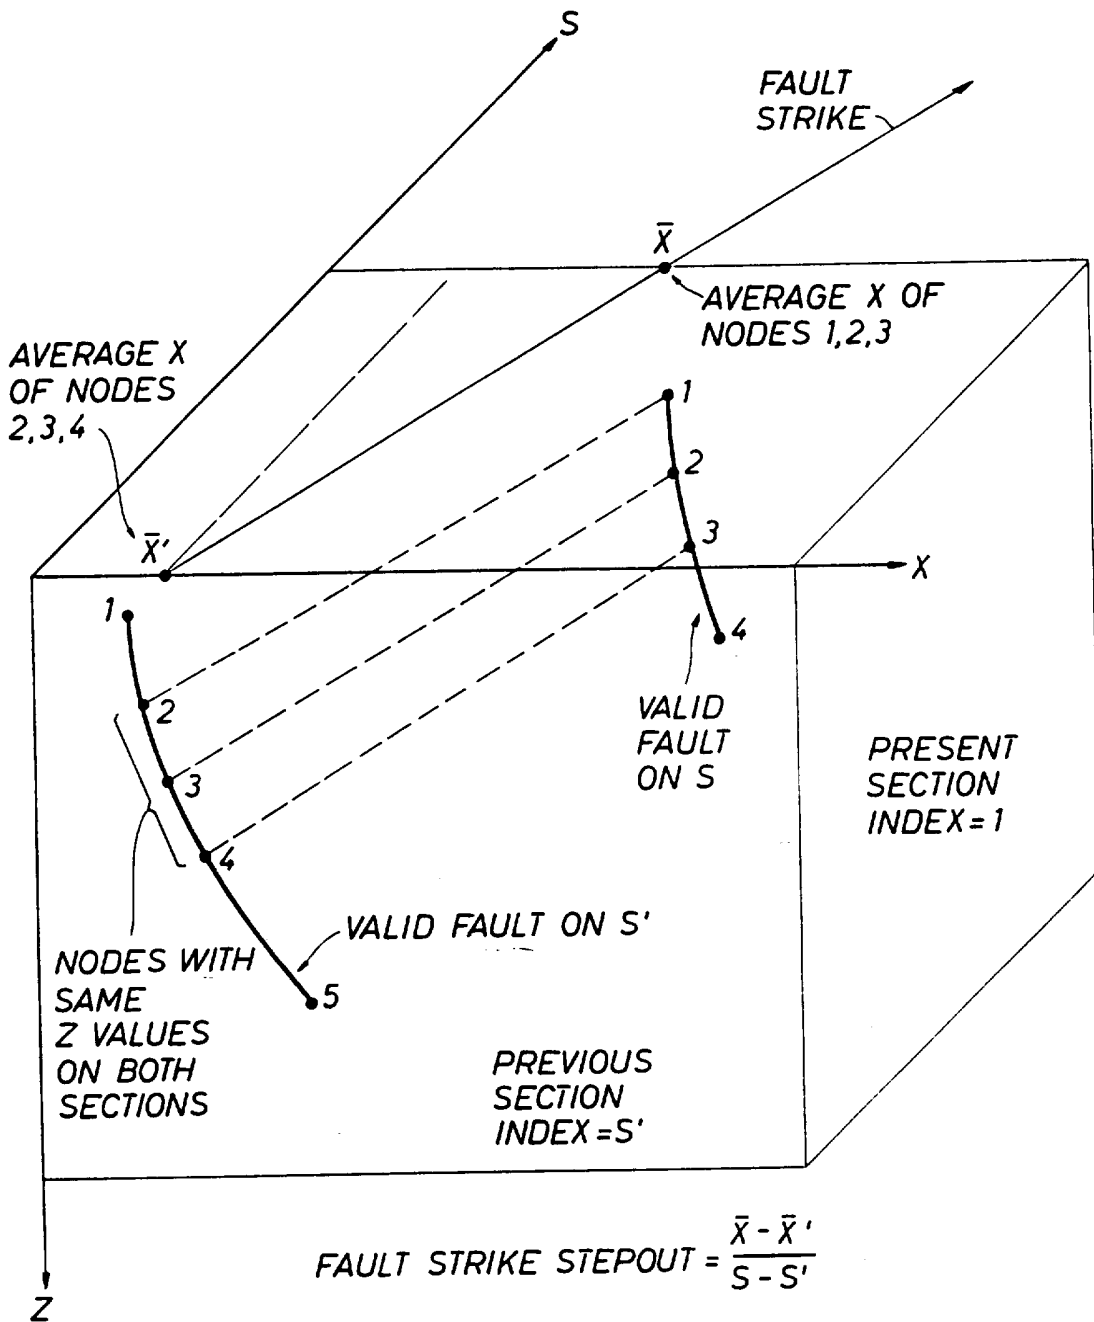 S
FAULT
STRIKE
X̄
AVERAGE X OF
NODES 1,2,3
AVERAGE X
OF NODES
2,3,4
X̄'
X
1
2
3
4
1
2
3
4
5
VALID
FAULT
ON S
PRESENT
SECTION
INDEX=1
VALID FAULT ON S'
NODES WITH
SAME
Z VALUES
ON BOTH
SECTIONS
PREVIOUS
SECTION
INDEX=S'
FAULT STRIKE STEPOUT = X̄ - X̄' / S - S'
Z